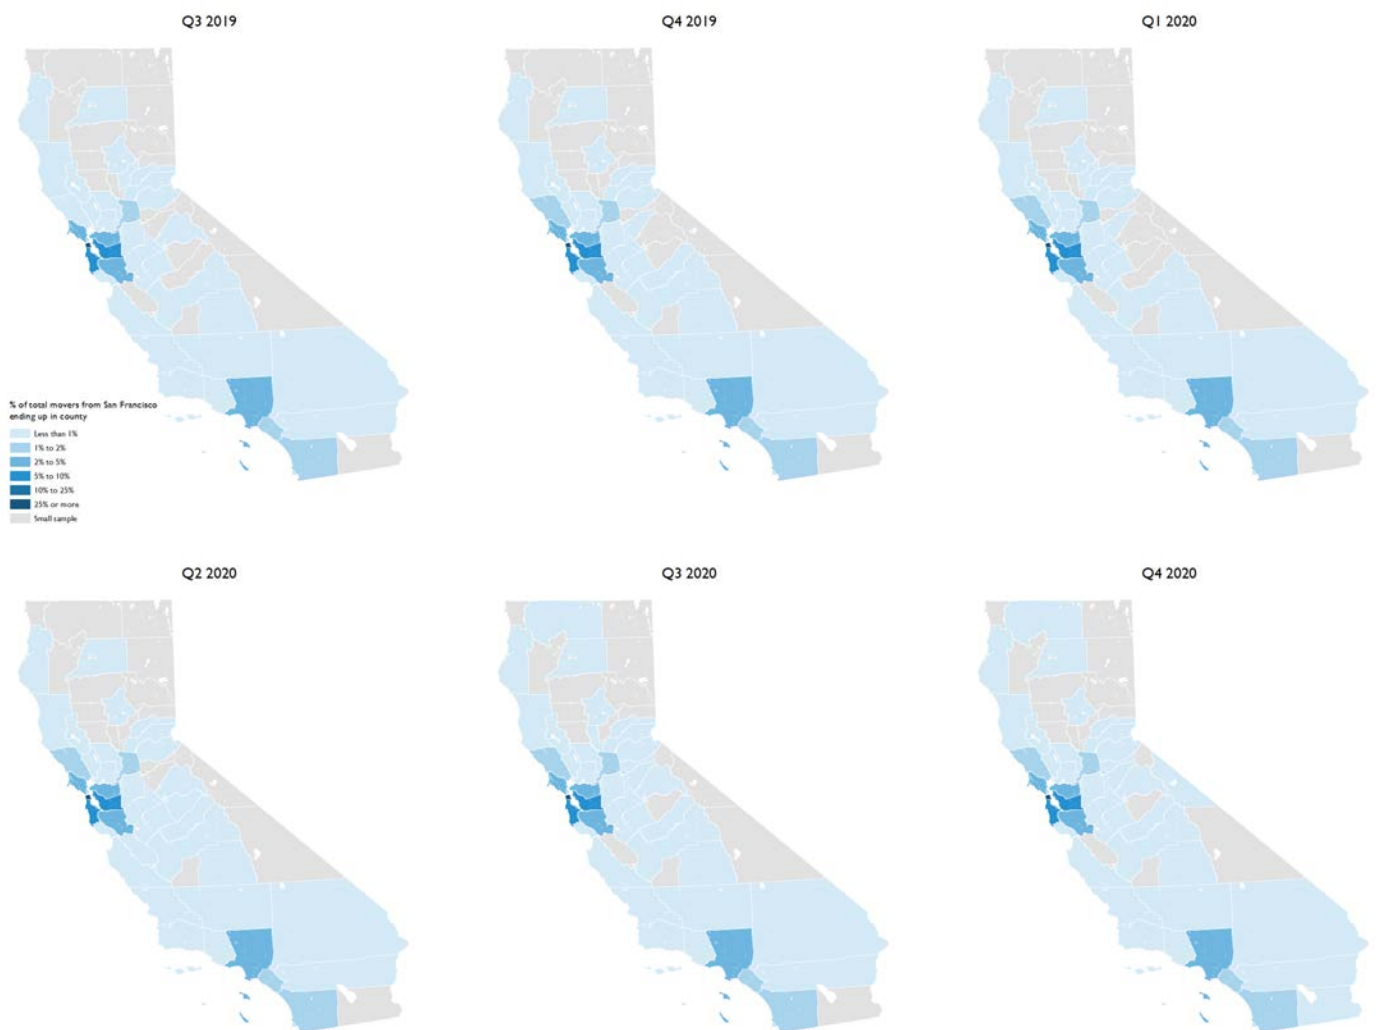 Q3 2019
Q4 2019
Q1 2020
% of total movers from San Francisco
ending up in county
Less than 1%
1% to 2%
2% to 5%
5% to 10%
10% to 25%
25% or more
Small sample
Q2 2020
Q3 2020
Q4 2020